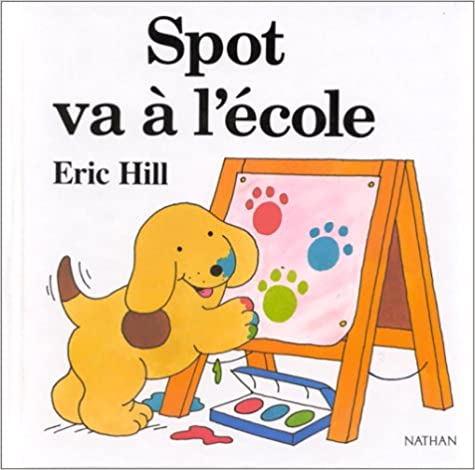 Spot
va à l'école
Eric Hill
NATHAN